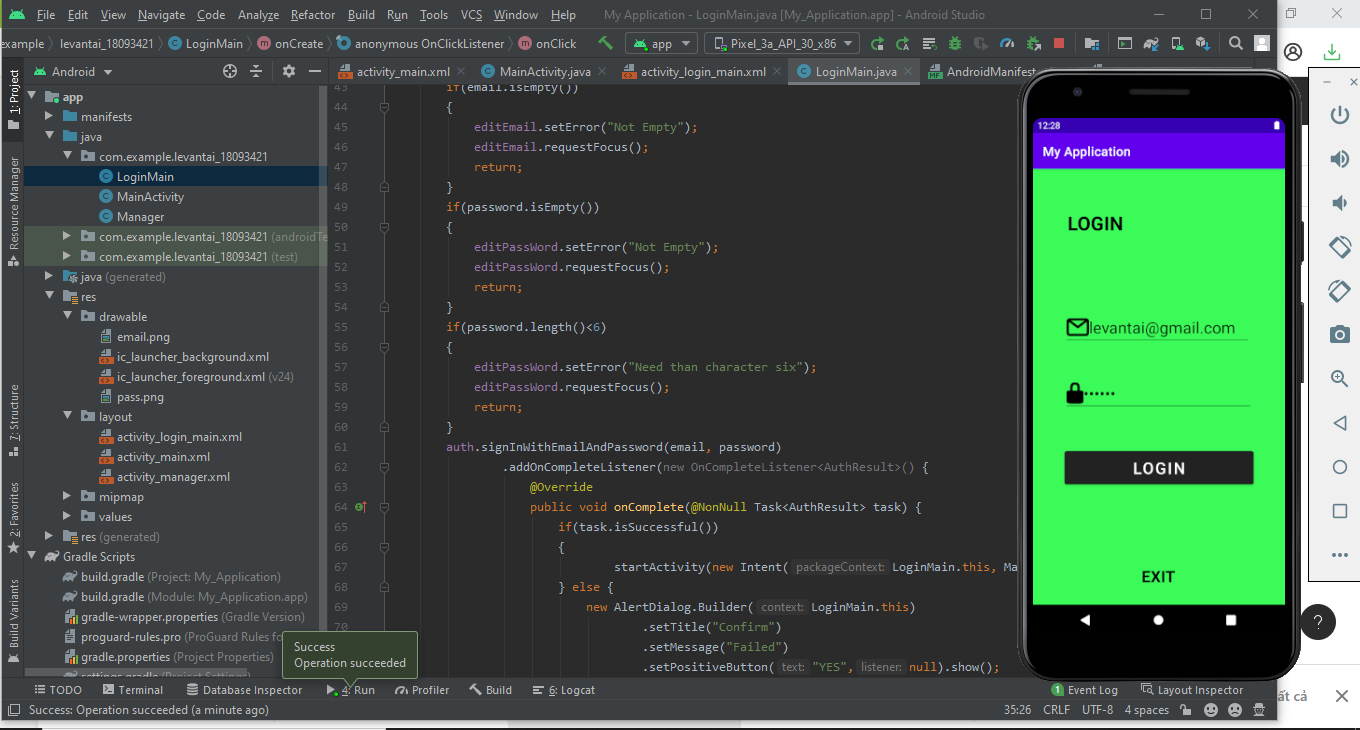 File Edit View Navigate Code Analyze Refactor Build Run Tools VCS Window Help My Application - LoginMain.java [My_Application.app] - Android Studio
example levantai_18093421 LoginMain onCreate anonymous OnClickListener onClick app Pixel_3a_API_30_x86
Android activity_main.xml MainActivity.java activity_login_main.xml LoginMain.java AndroidManifest
1: Project
Resource Manager
7: Structure
2: Favorites
Build Variants
app
manifests
java
com.example.levantai_18093421
LoginMain
MainActivity
Manager
com.example.levantai_18093421 (androidTe
com.example.levantai_18093421 (test)
java (generated)
res
drawable
email.png
ic_launcher_background.xml
ic_launcher_foreground.xml (v24)
pass.png
layout
activity_login_main.xml
activity_main.xml
activity_manager.xml
mipmap
values
res (generated)
Gradle Scripts
build.gradle (Project: My_Application)
build.gradle (Module: My_Application.app)
gradle-wrapper.properties (Gradle Version)
proguard-rules.pro (ProGuard Rules fo
gradle.properties (Project Properties)
settings.gradle (Project Settings)
43 if(email.isEmpty())
44 {
45 editEmail.setError("Not Empty");
46 editEmail.requestFocus();
47 return;
48 }
49 if(password.isEmpty())
50 {
51 editPassWord.setError("Not Empty");
52 editPassWord.requestFocus();
53 return;
54 }
55 if(password.length()<6)
56 {
57 editPassWord.setError("Need than character six");
58 editPassWord.requestFocus();
59 return;
60 }
61 auth.signInWithEmailAndPassword(email, password)
62 .addOnCompleteListener(new OnCompleteListener<AuthResult>() {
63 @Override
64 public void onComplete(@NonNull Task<AuthResult> task) {
65 if(task.isSuccessful())
66 {
67 startActivity(new Intent( packageContext: LoginMain.this, Ma
68 } else {
69 new AlertDialog.Builder( context: LoginMain.this)
70 .setTitle("Confirm")
.setMessage("Failed")
.setPositiveButton( text: "YES", listener: null).show();
12:28
My Application
LOGIN
levantai@gmail.com
••••••
LOGIN
EXIT
?
Success
Operation succeeded
TODO Terminal Database Inspector 4: Run Profiler Build 6: Logcat 1 Event Log Layout Inspector
Success: Operation succeeded (a minute ago) 35:26 CRLF UTF-8 4 spaces
ất cả